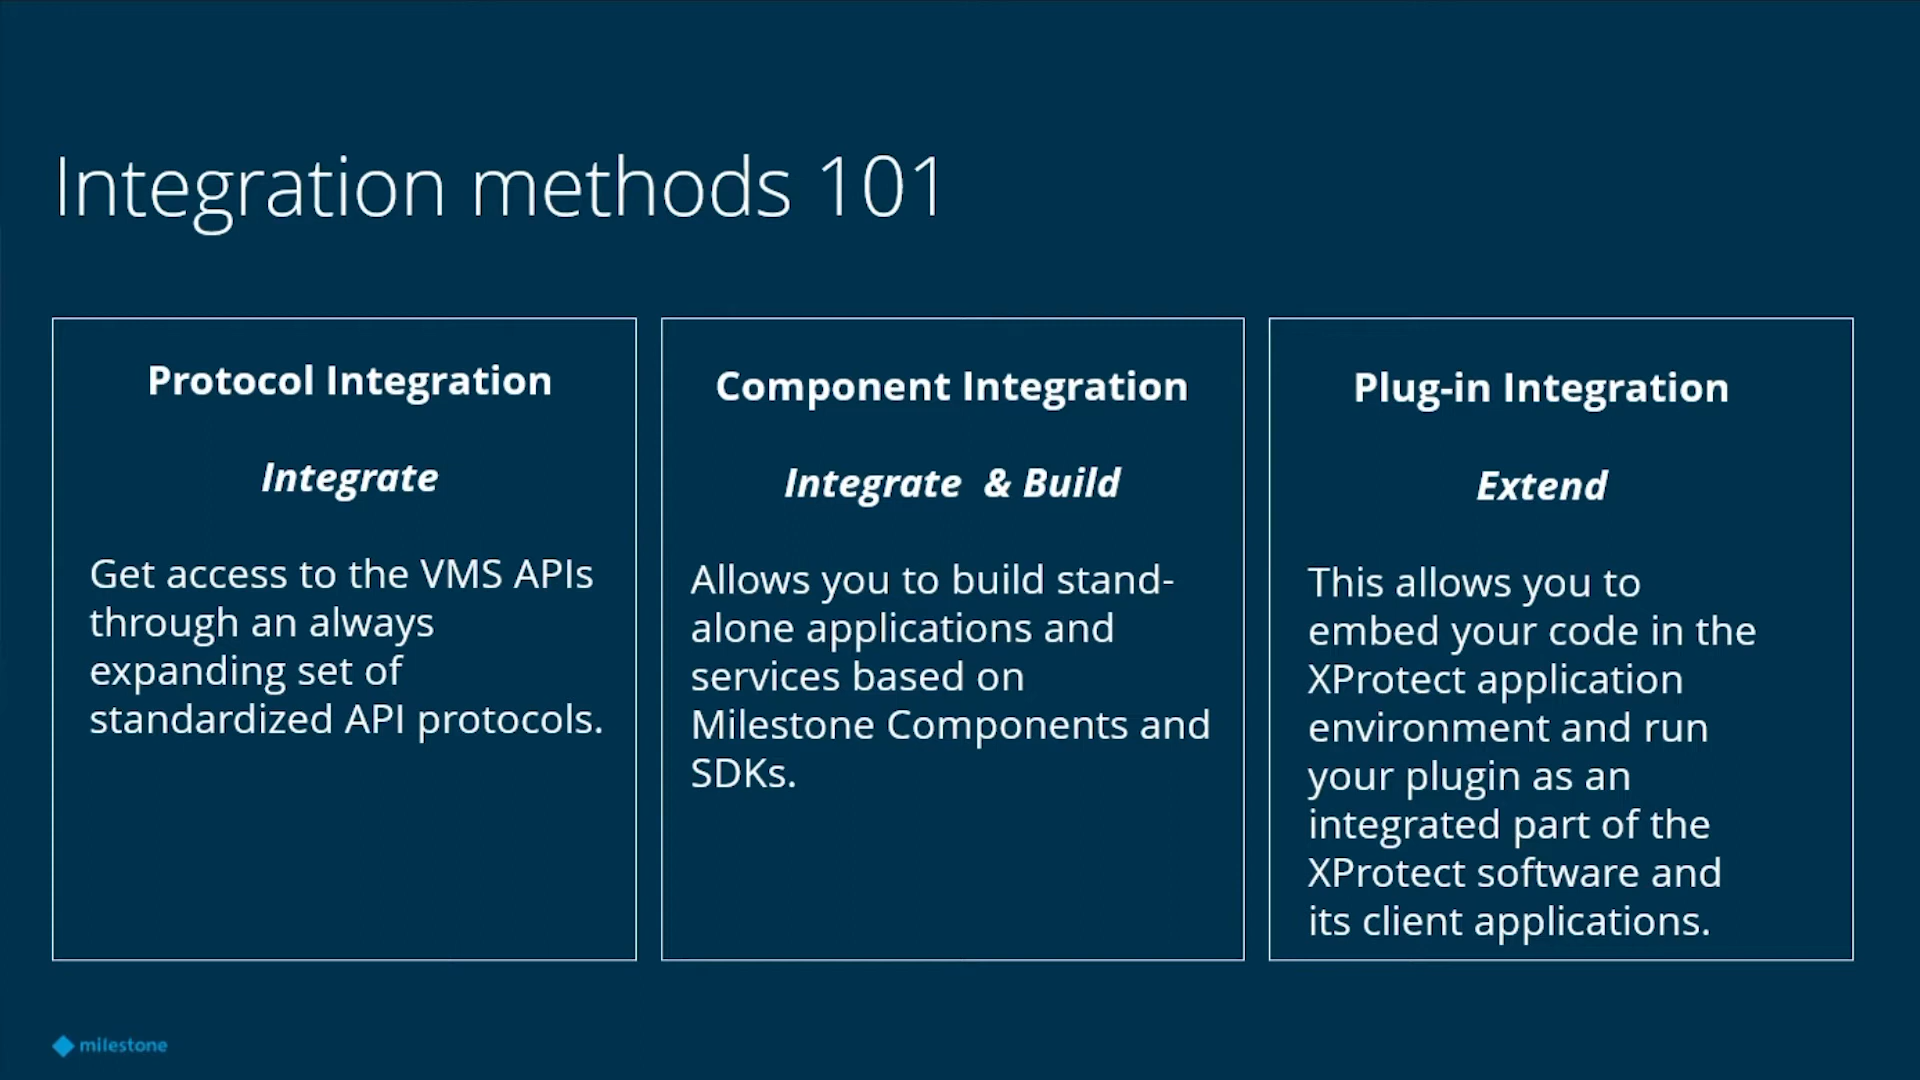 Integration methods 101
Protocol Integration
Integrate
Get access to the VMS APIs
through an always
expanding set of
standardized API protocols.
Component Integration
Integrate & Build
Allows you to build stand-
alone applications and
services based on
Milestone Components and
SDKs.
Plug-in Integration
Extend
This allows you to
embed your code in the
XProtect application
environment and run
your plugin as an
integrated part of the
XProtect software and
its client applications.
milestone